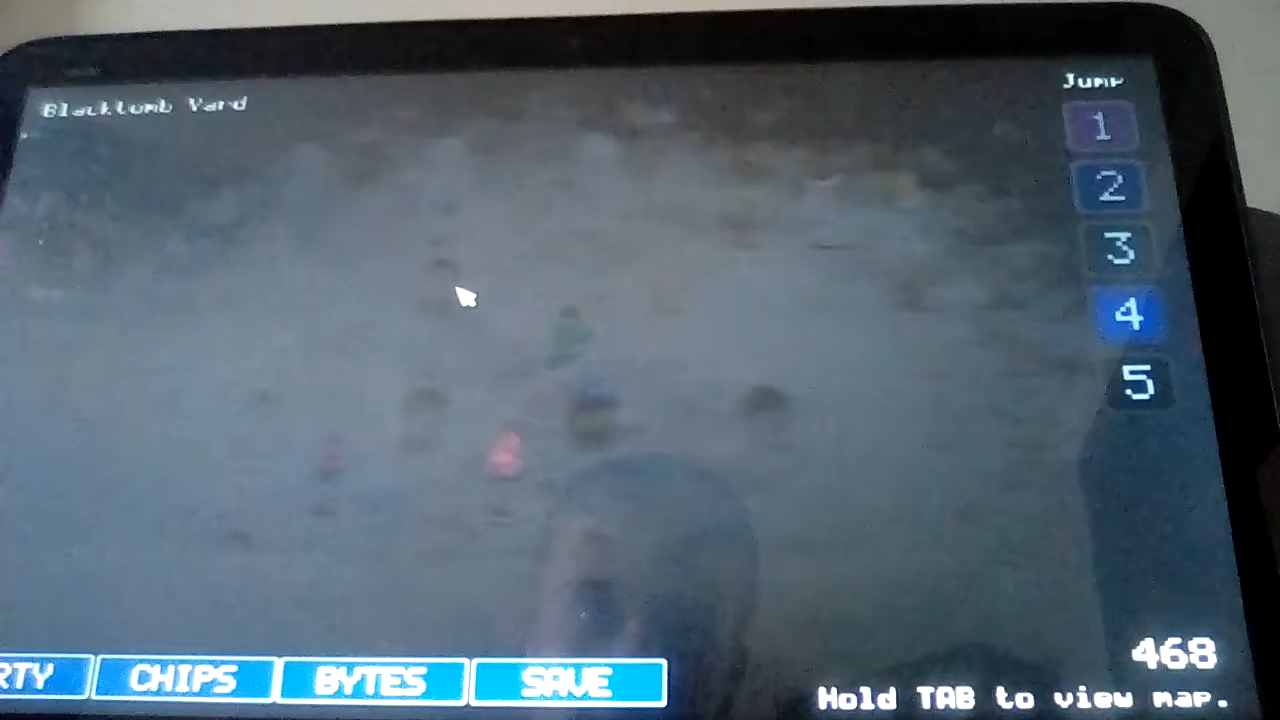 Blacktomb Yard
Jump
1
2
3
4
5
468
RTY
CHIPS
BYTES
SAVE
Hold TAB to view map.